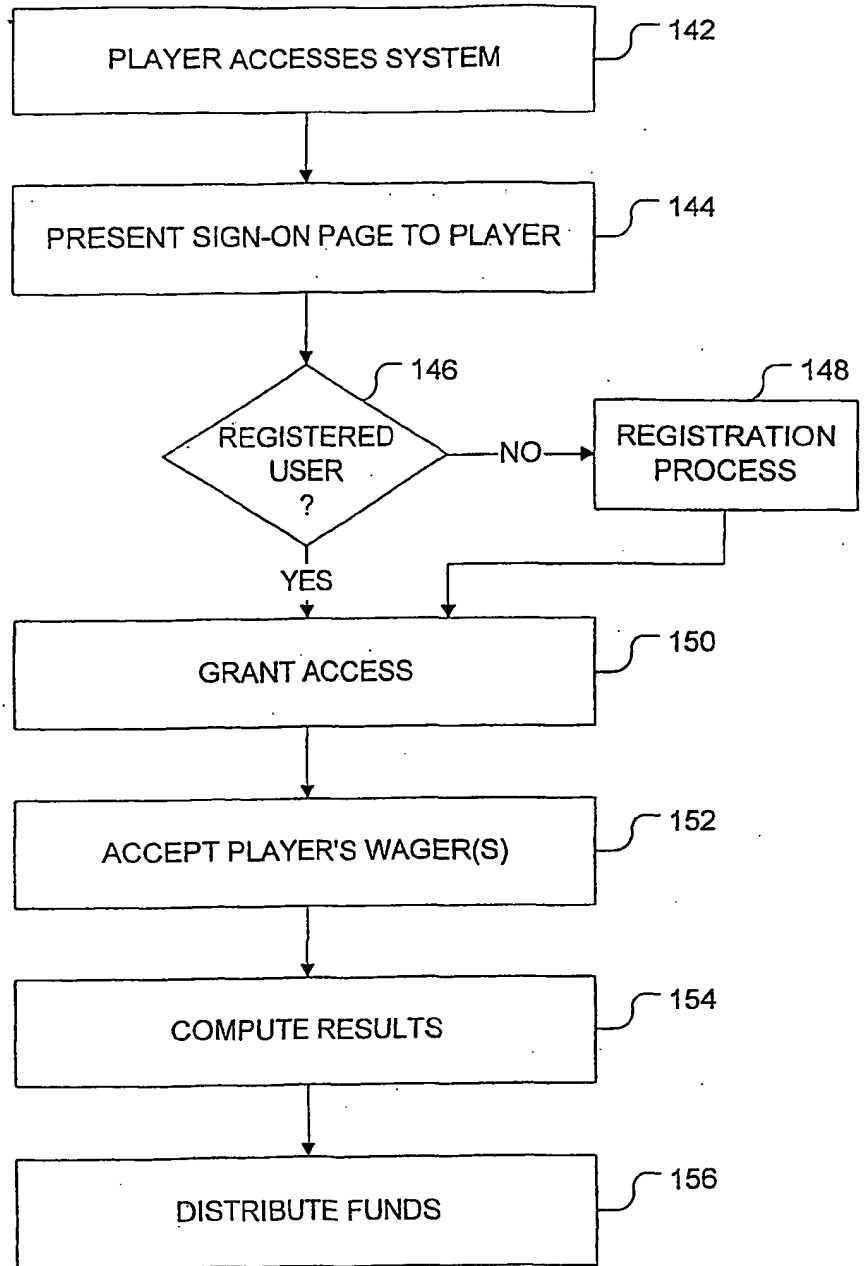 PLAYER ACCESSES SYSTEM
142
PRESENT SIGN-ON PAGE TO PLAYER
144
146
148
REGISTERED
USER
?
NO
REGISTRATION
PROCESS
YES
GRANT ACCESS
150
ACCEPT PLAYER'S WAGER(S)
152
COMPUTE RESULTS
154
DISTRIBUTE FUNDS
156